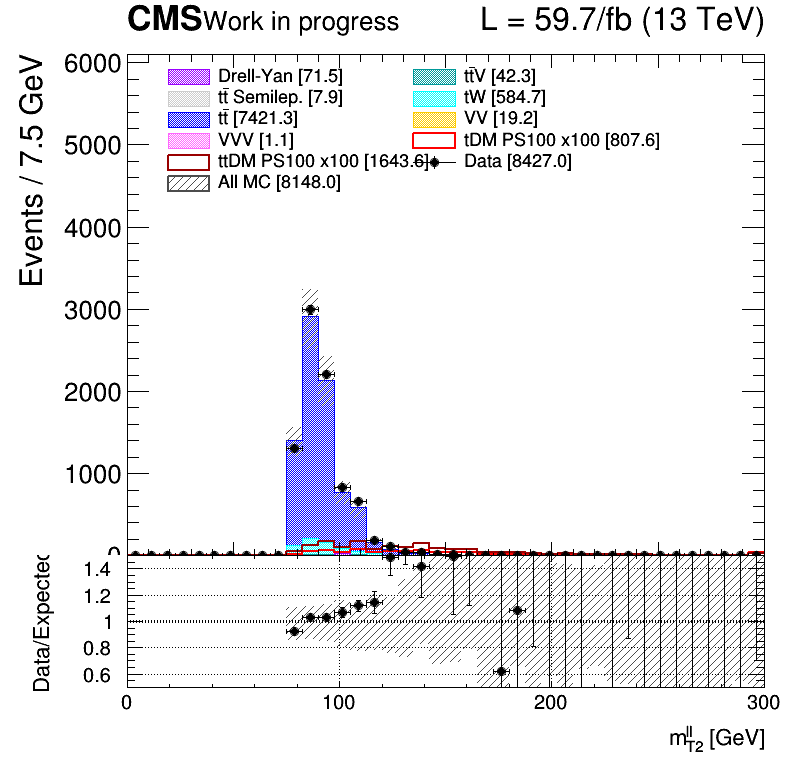 CMS Work in progress L = 59.7/fb (13 TeV)
Events / 7.5 GeV
6000
5000
4000
3000
2000
1000
0
Drell-Yan [71.5]
tt̄ Semilep. [7.9]
tt̄ [7421.3]
VVV [1.1]
ttDM PS100 x100 [1643.6]
All MC [8148.0]
tt̄V [42.3]
tW [584.7]
VV [19.2]
tDM PS100 x100 [807.6]
Data [8427.0]
Data/Expected
1.4
1.2
1
0.8
0.6
0 100 200 300
m_{T2}^{ll} [GeV]